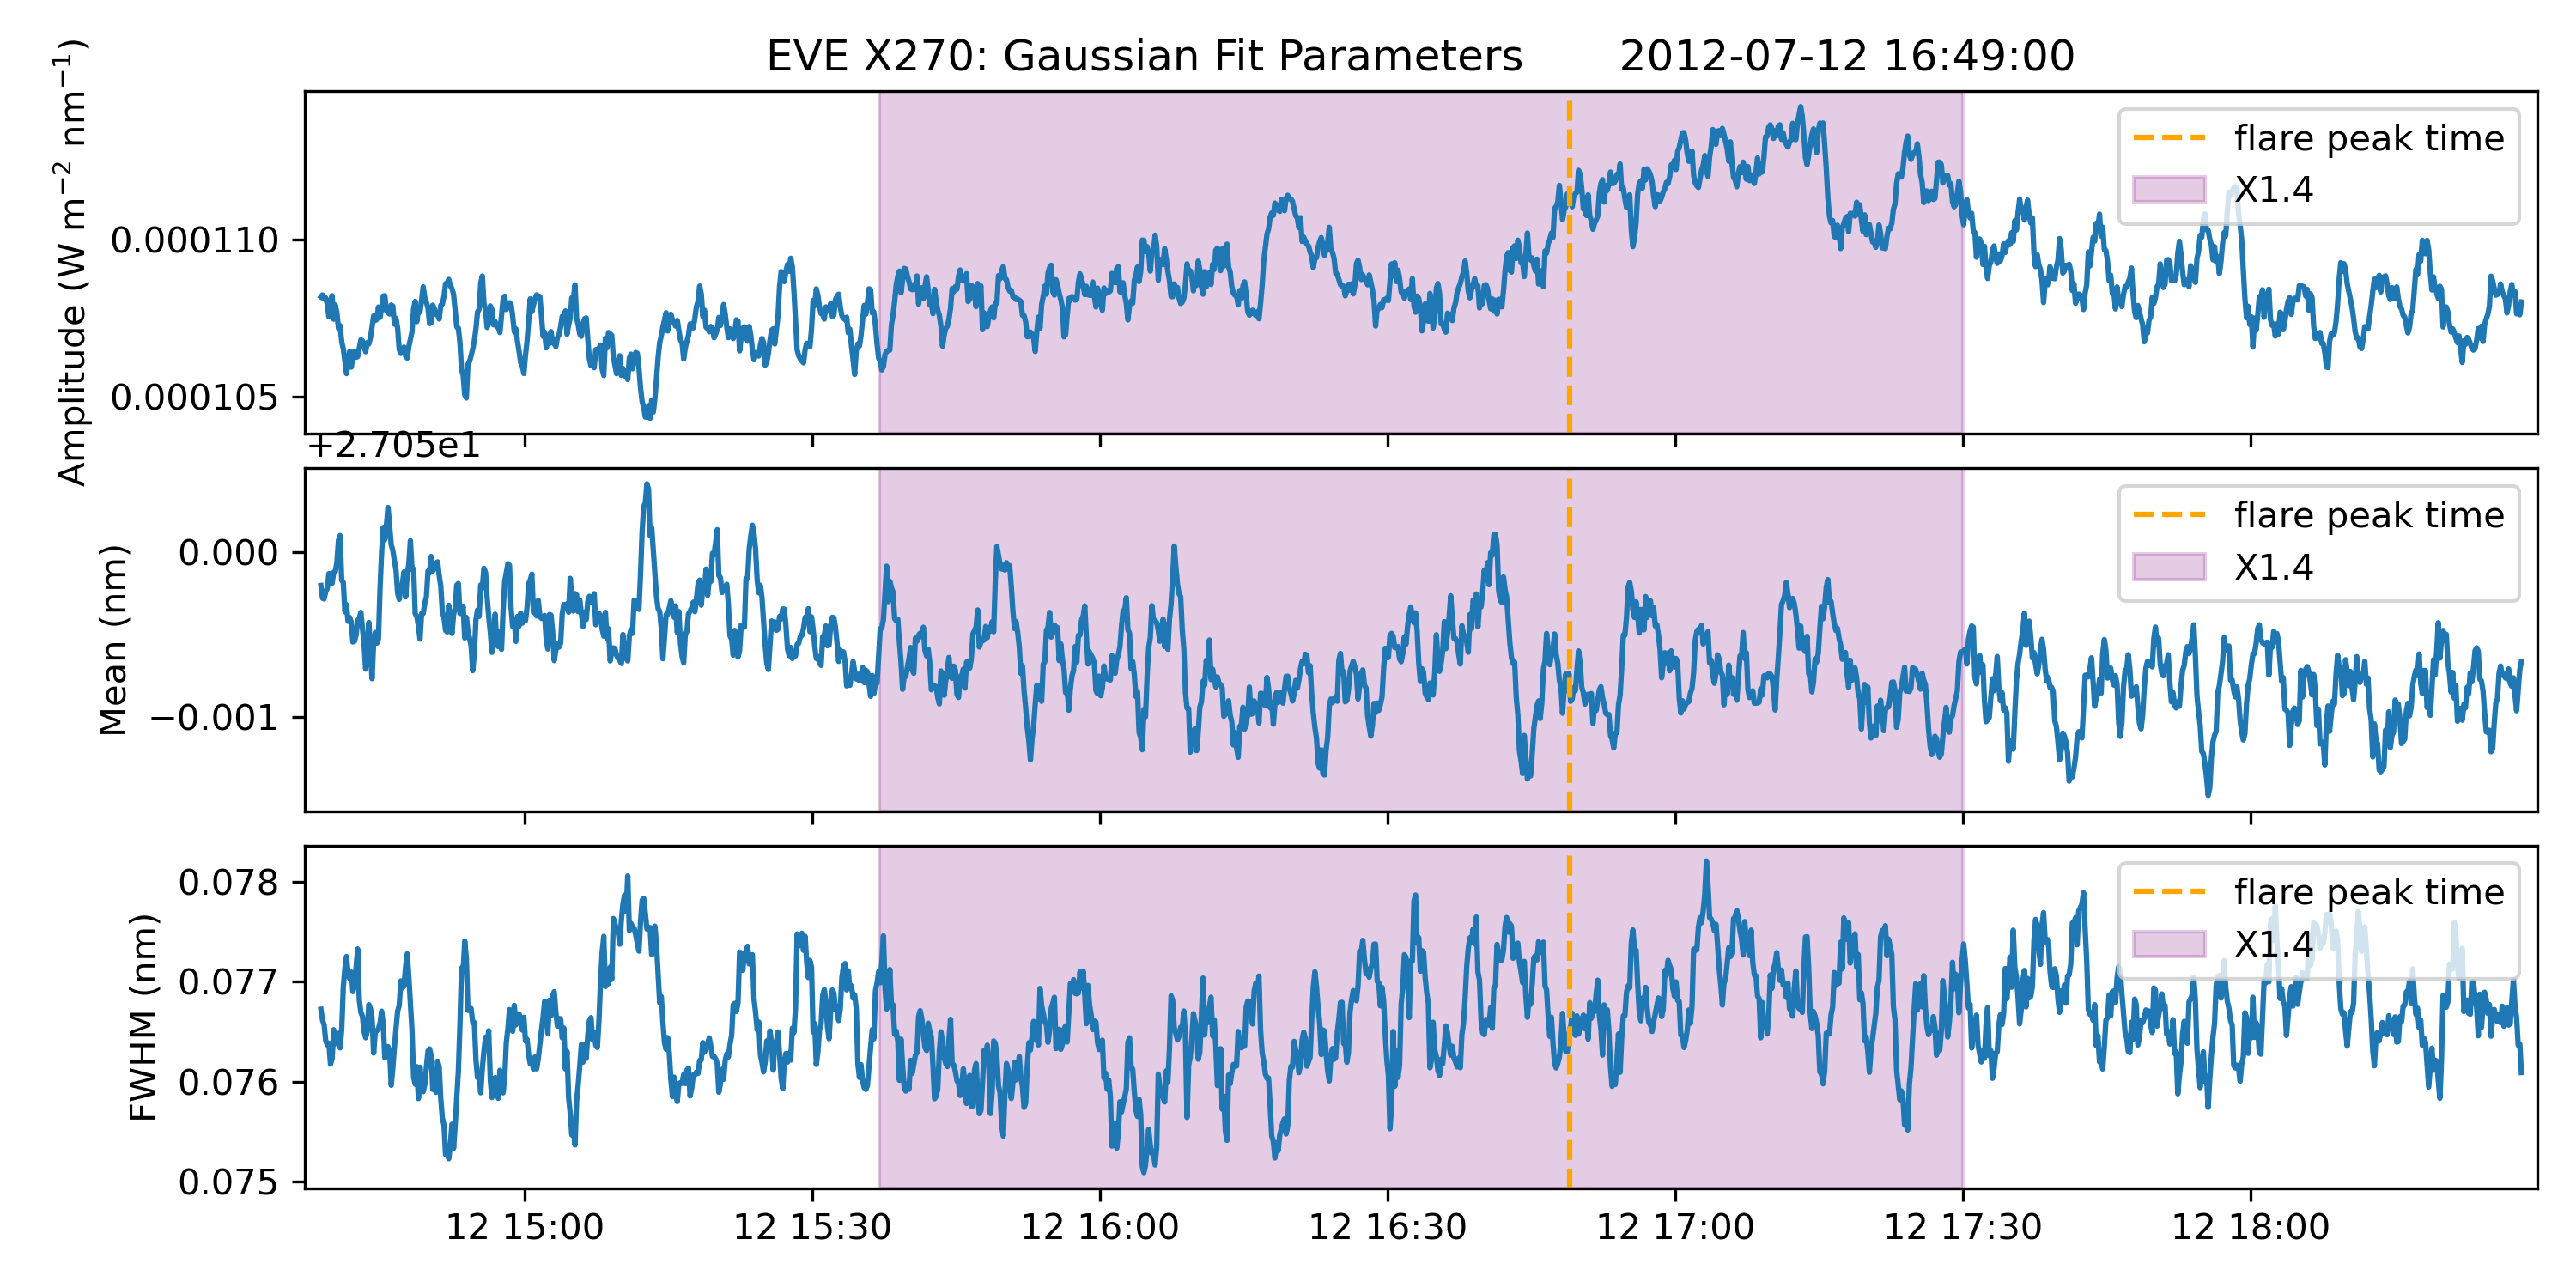 EVE X270: Gaussian Fit Parameters 2012-07-12 16:49:00
Amplitude (W m⁻² nm⁻¹)
0.000110
0.000105
flare peak time
X1.4
+2.705e1
Mean (nm)
0.000
−0.001
flare peak time
X1.4
FWHM (nm)
0.078
0.077
0.076
0.075
flare peak time
X1.4
12 15:00 12 15:30 12 16:00 12 16:30 12 17:00 12 17:30 12 18:00